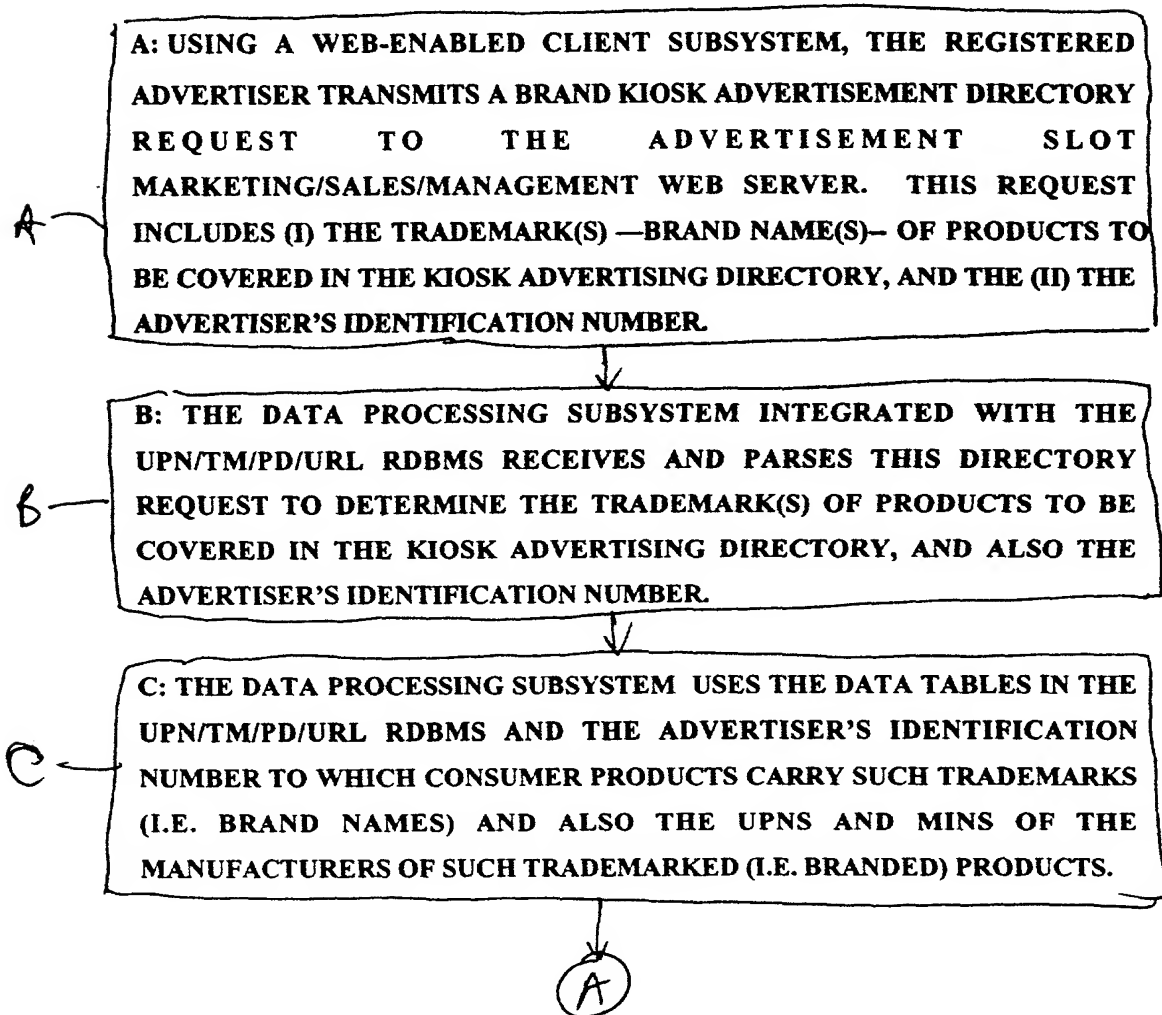 A: USING A WEB-ENABLED CLIENT SUBSYSTEM, THE REGISTERED
ADVERTISER TRANSMITS A BRAND KIOSK ADVERTISEMENT DIRECTORY
REQUEST TO THE ADVERTISEMENT SLOT
MARKETING/SALES/MANAGEMENT WEB SERVER. THIS REQUEST
A
INCLUDES (I) THE TRADEMARK(S) —BRAND NAME(S)– OF PRODUCTS TO
BE COVERED IN THE KIOSK ADVERTISING DIRECTORY, AND THE (II) THE
ADVERTISER'S IDENTIFICATION NUMBER.
B: THE DATA PROCESSING SUBSYSTEM INTEGRATED WITH THE
UPN/TM/PD/URL RDBMS RECEIVES AND PARSES THIS DIRECTORY
B
REQUEST TO DETERMINE THE TRADEMARK(S) OF PRODUCTS TO BE
COVERED IN THE KIOSK ADVERTISING DIRECTORY, AND ALSO THE
ADVERTISER'S IDENTIFICATION NUMBER.
C: THE DATA PROCESSING SUBSYSTEM USES THE DATA TABLES IN THE
UPN/TM/PD/URL RDBMS AND THE ADVERTISER'S IDENTIFICATION
C
NUMBER TO WHICH CONSUMER PRODUCTS CARRY SUCH TRADEMARKS
(I.E. BRAND NAMES) AND ALSO THE UPNS AND MINS OF THE
MANUFACTURERS OF SUCH TRADEMARKED (I.E. BRANDED) PRODUCTS.
A